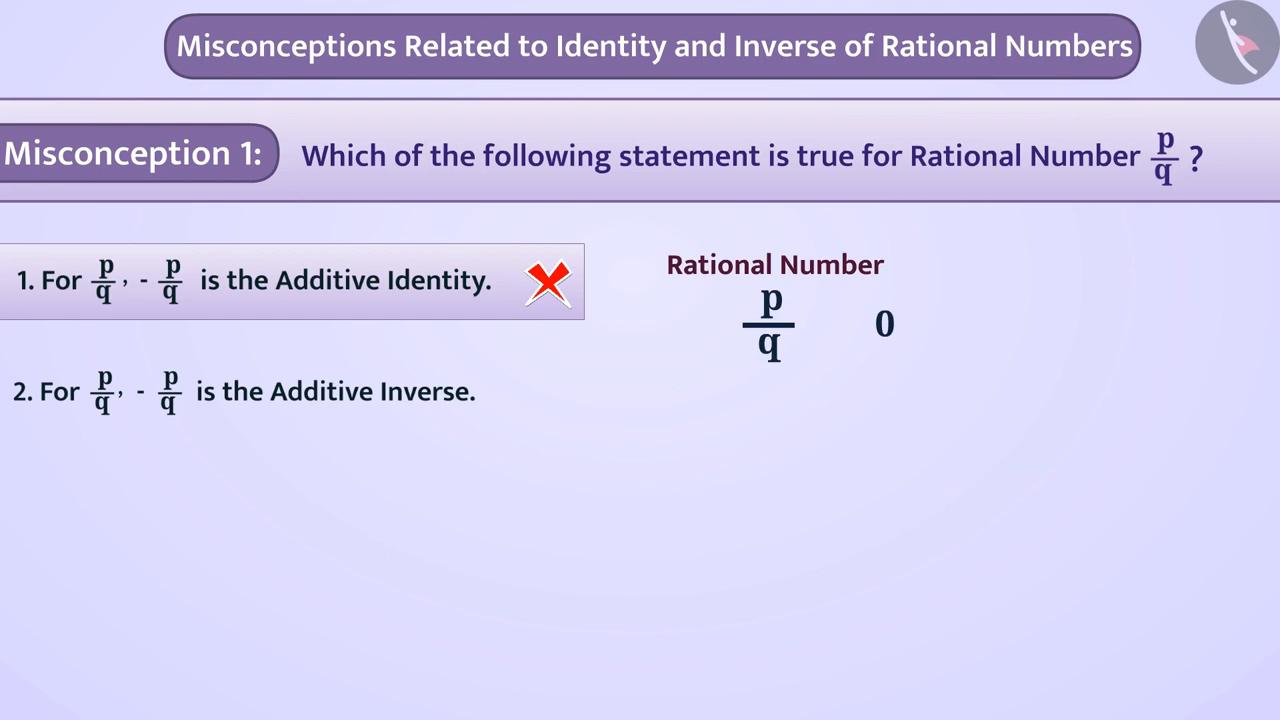 Misconceptions Related to Identity and Inverse of Rational Numbers
Misconception 1: Which of the following statement is true for Rational Number p/q ?
1. For p/q, - p/q is the Additive Identity.
Rational Number
p/q 0
2. For p/q, - p/q is the Additive Inverse.